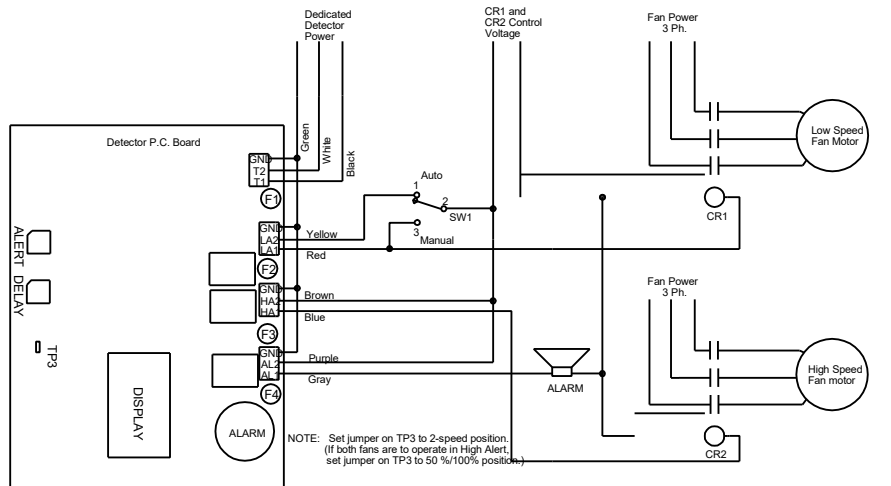 Dedicated
Detector
Power
CR1 and
CR2 Control
Voltage
Fan Power
3 Ph.
Detector P.C. Board
Green
White
Black
GND
T2
T1
F1
Low Speed
Fan Motor
Auto
1
2
SW1
3
Manual
CR1
ALERT DELAY
GND
LA2
LA1
Yellow
Red
F2
GND
HA2
HA1
Brown
Blue
F3
Fan Power
3 Ph.
TP3
GND
AL2
AL1
Purple
Gray
F4
ALARM
High Speed
Fan motor
DISPLAY
ALARM
CR2
NOTE: Set jumper on TP3 to 2-speed position.
(If both fans are to operate in High Alert,
set jumper on TP3 to 50 %/100% position.)